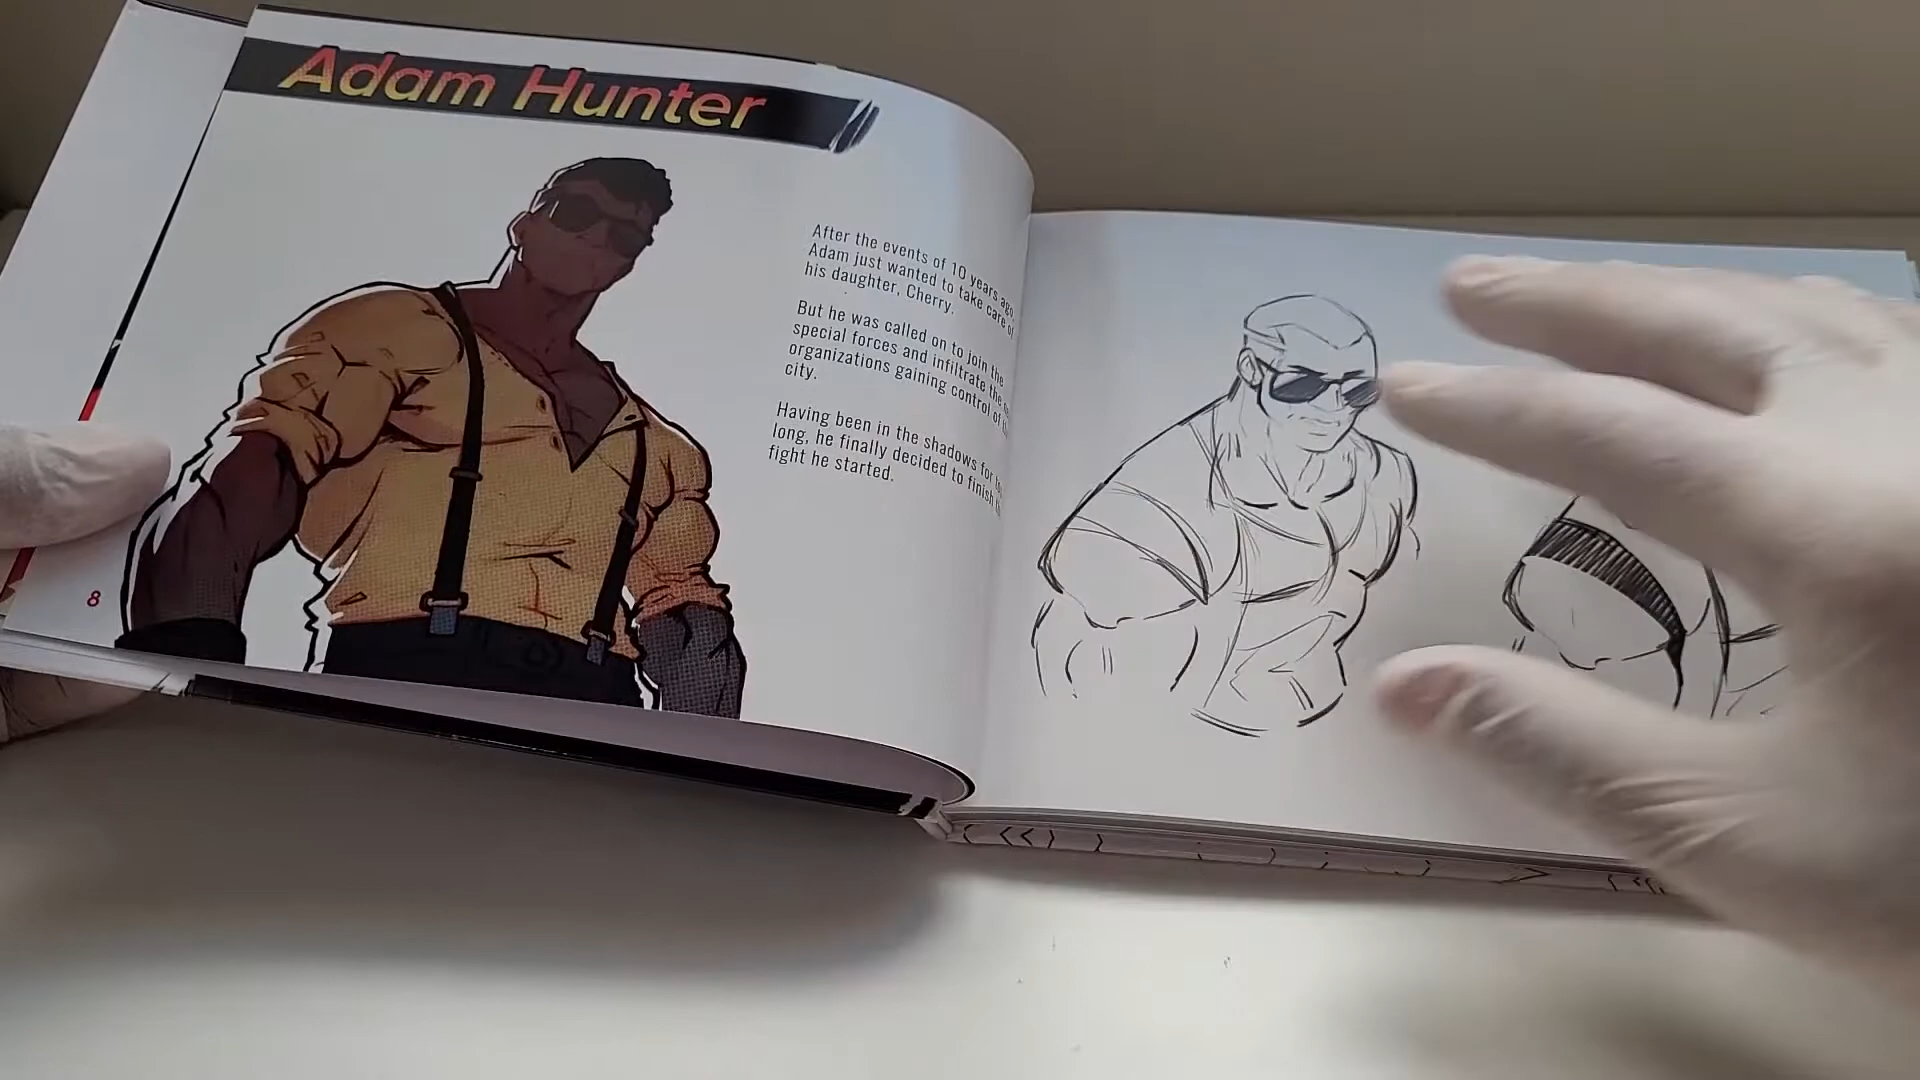 Adam Hunter
After the events of 10 years ago,
Adam just wanted to take care of
his daughter, Cherry.
But he was called on to join the
special forces and infiltrate the
organizations gaining control of
city.
Having been in the shadows for
long, he finally decided to finish
fight he started.
8